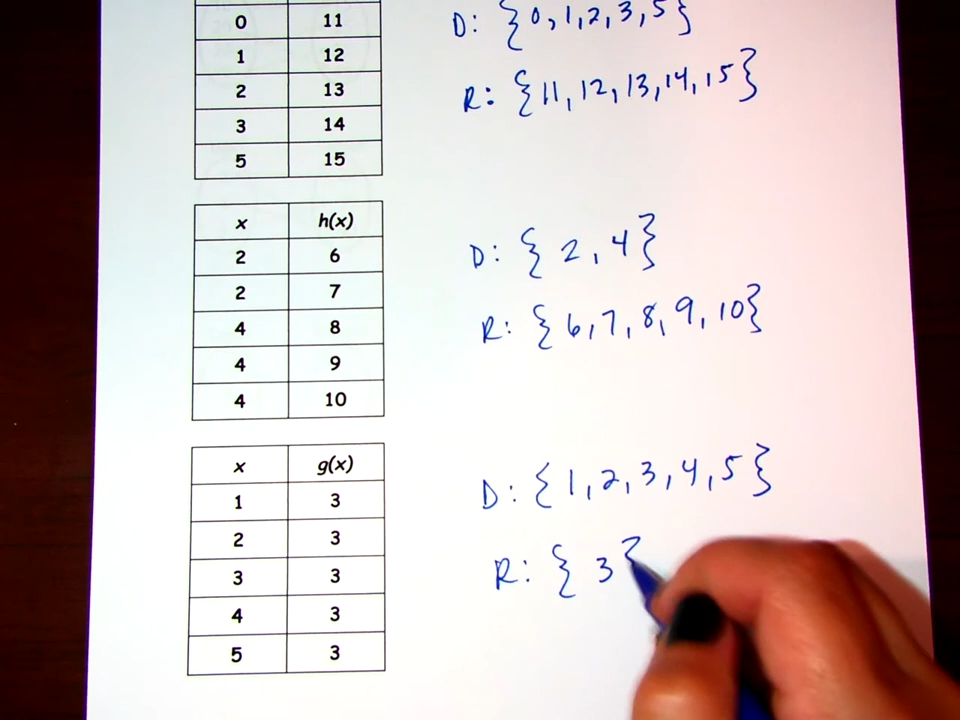 0 11 D: {0, 1, 2, 3, 5}
1 12
2 13 R: {11, 12, 13, 14, 15}
3 14
5 15
x h(x)
2 6 D: {2, 4}
2 7
4 8 R: {6, 7, 8, 9, 10}
4 9
4 10
x g(x)
1 3 D: {1, 2, 3, 4, 5}
2 3
3 3 R: {3}
4 3
5 3